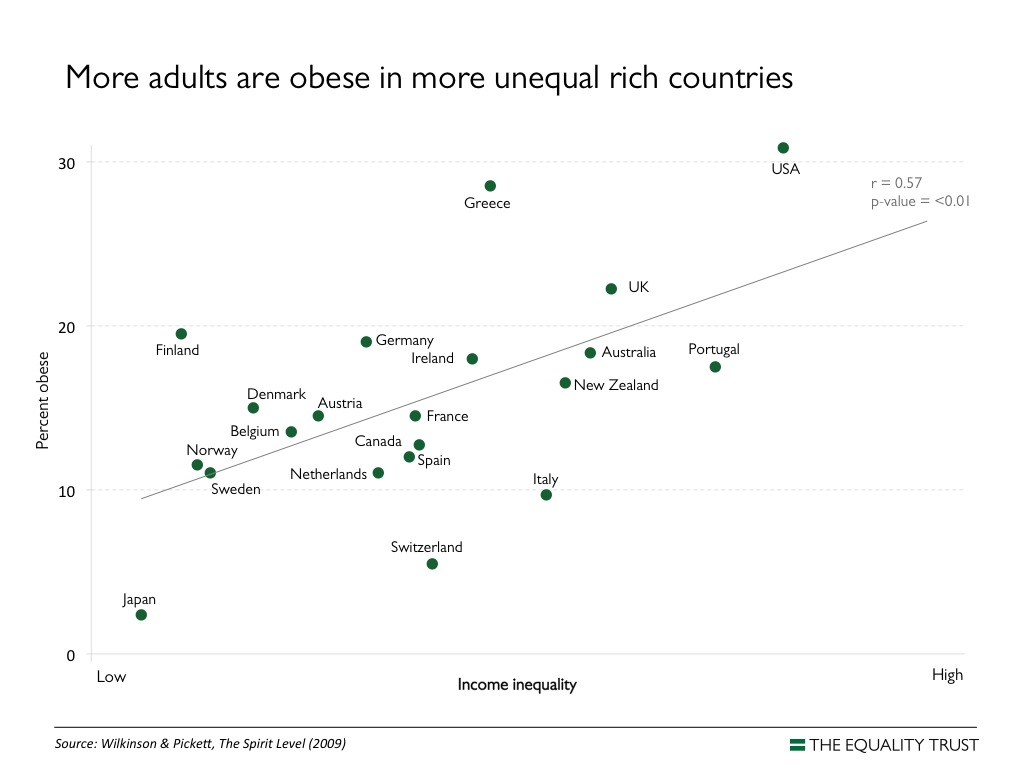 More adults are obese in more unequal rich countries
30
USA
r = 0.57
p-value = <0.01
Greece
UK
20
Finland
Germany
Ireland
Australia
Portugal
New Zealand
Denmark
Austria
Belgium
France
Canada
Norway
Spain
Netherlands
Sweden
Italy
10
Switzerland
Japan
0
Percent obese
Low
High
Income inequality
Source: Wilkinson & Pickett, The Spirit Level (2009)
THE EQUALITY TRUST